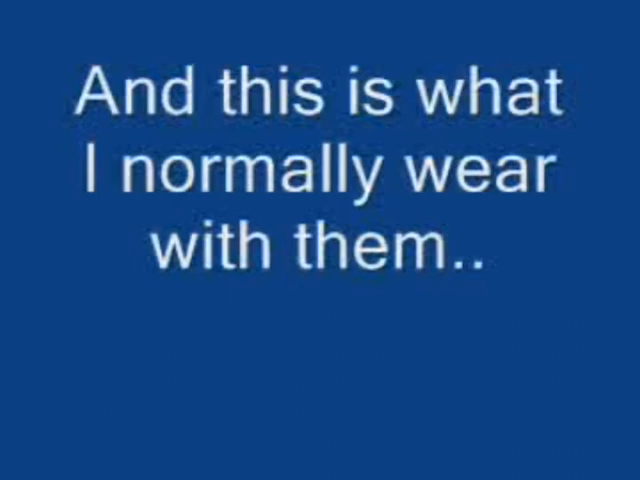 And this is what
I normally wear
with them..